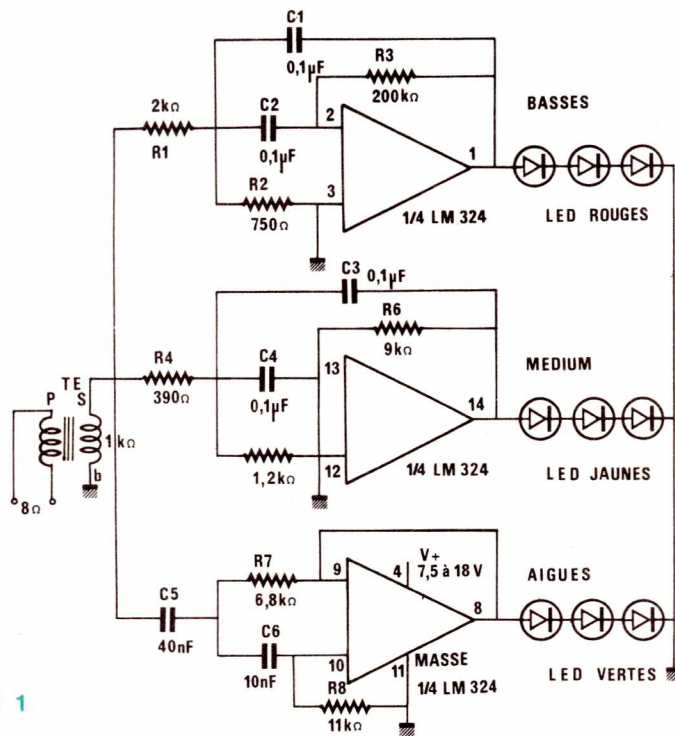 C1
0,1µF
R3
200kΩ
2kΩ
R1
C2
0,1µF
2
3
1
R2
750Ω
1/4 LM 324
BASSES
LED ROUGES
C3
0,1µF
R6
9kΩ
R4
390Ω
C4
0,1µF
13
12
14
1,2kΩ
1/4 LM 324
MEDIUM
LED JAUNES
TE
P S
1kΩ
b
8Ω
R7
6,8kΩ
9
V+
7,5 à 18 V
4
8
C5
40nF
C6
10nF
10
11
MASSE
1/4 LM 324
R8
11kΩ
AIGUES
LED VERTES
1